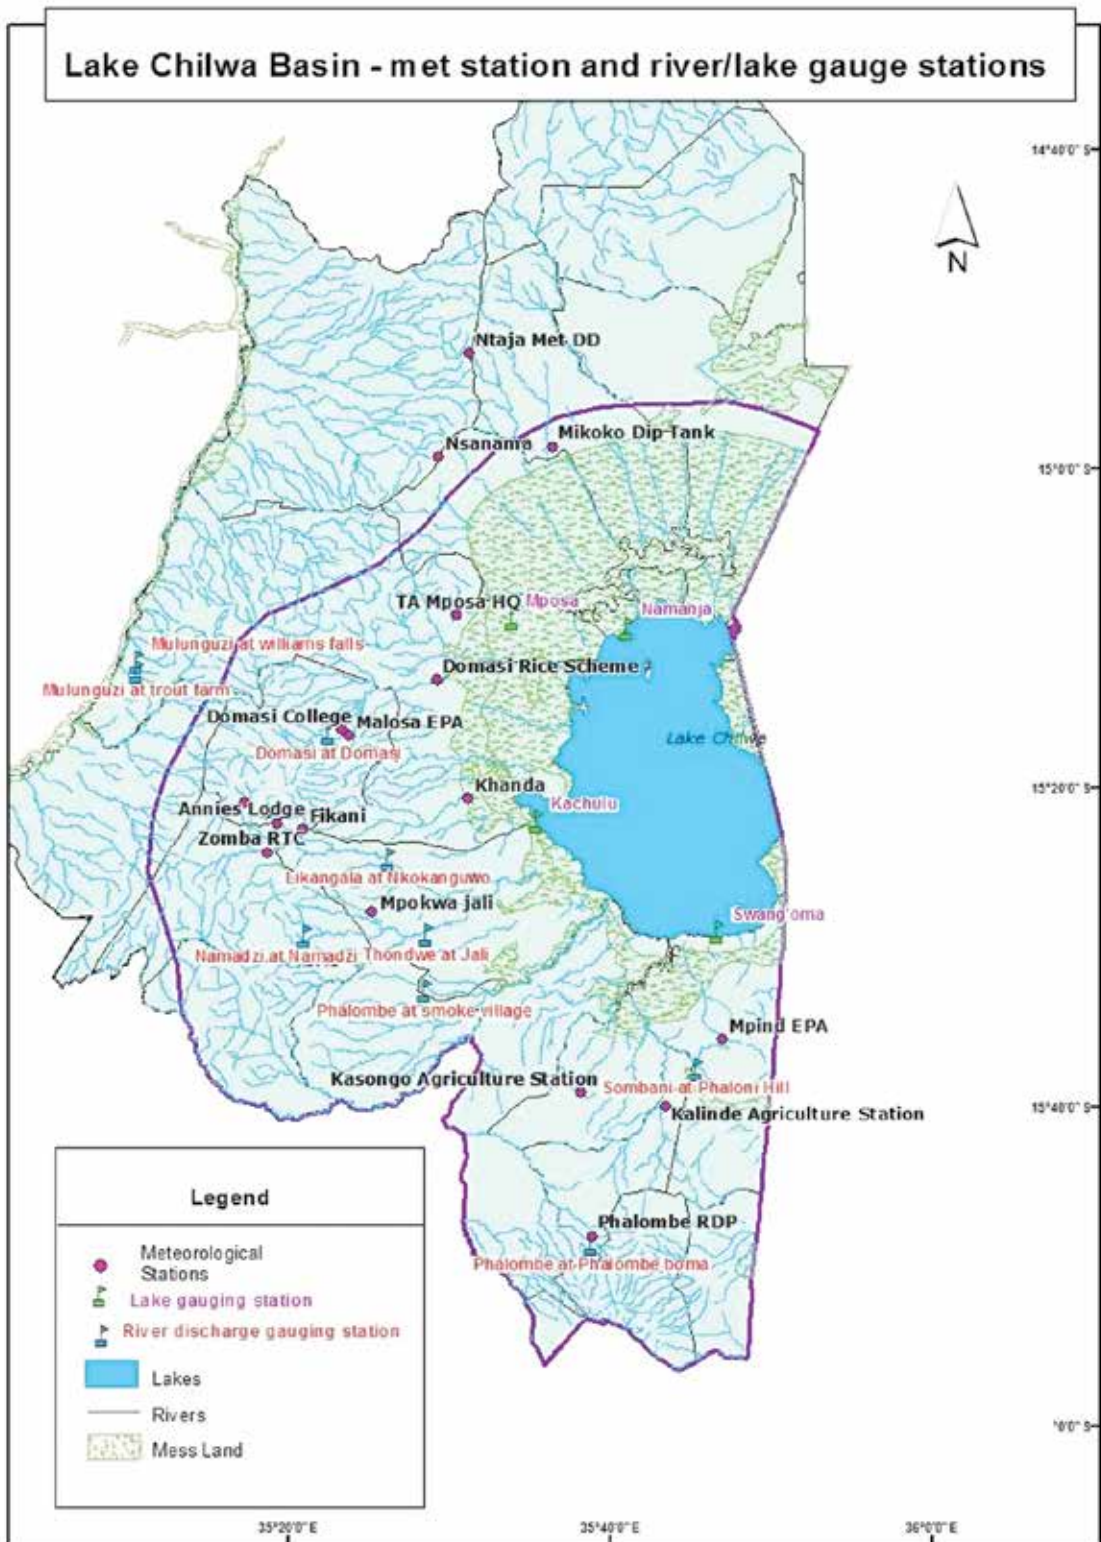 Lake Chilwa Basin - met station and river/lake gauge stations
14°40'0" S
N
Ntaja Met DD
Nsanama
Mikoko Dip Tank
15°0'0" S
TA Mposa HQ
Mposa
Namanja
Mulunguzi at williams falls
Domasi Rice Scheme
Mulunguzi at trout farm
Domasi College
Malosa EPA
Lake Chilwe
Domasi at Domasi
15°20'0" S
Khanda
Kachulu
Annies Lodge
Fikani
Zomba RTC
Likangala at Nkokanguwo
Mpokwa jali
Swang'oma
Namadzi at Namadzi
Thondwe at Jali
Phalombe at smoke village
Mpind EPA
Kasongo Agriculture Station
Sombani at Phaloni Hill
15°40'0" S
Kalinde Agriculture Station
Phalombe RDP
Phalombe at Phalombe boma
Legend
Meteorological
Stations
Lake gauging station
River discharge gauging station
Lakes
Rivers
Mess Land
°0'0" S
35°20'0"E
35°40'0"E
36°0'0"E